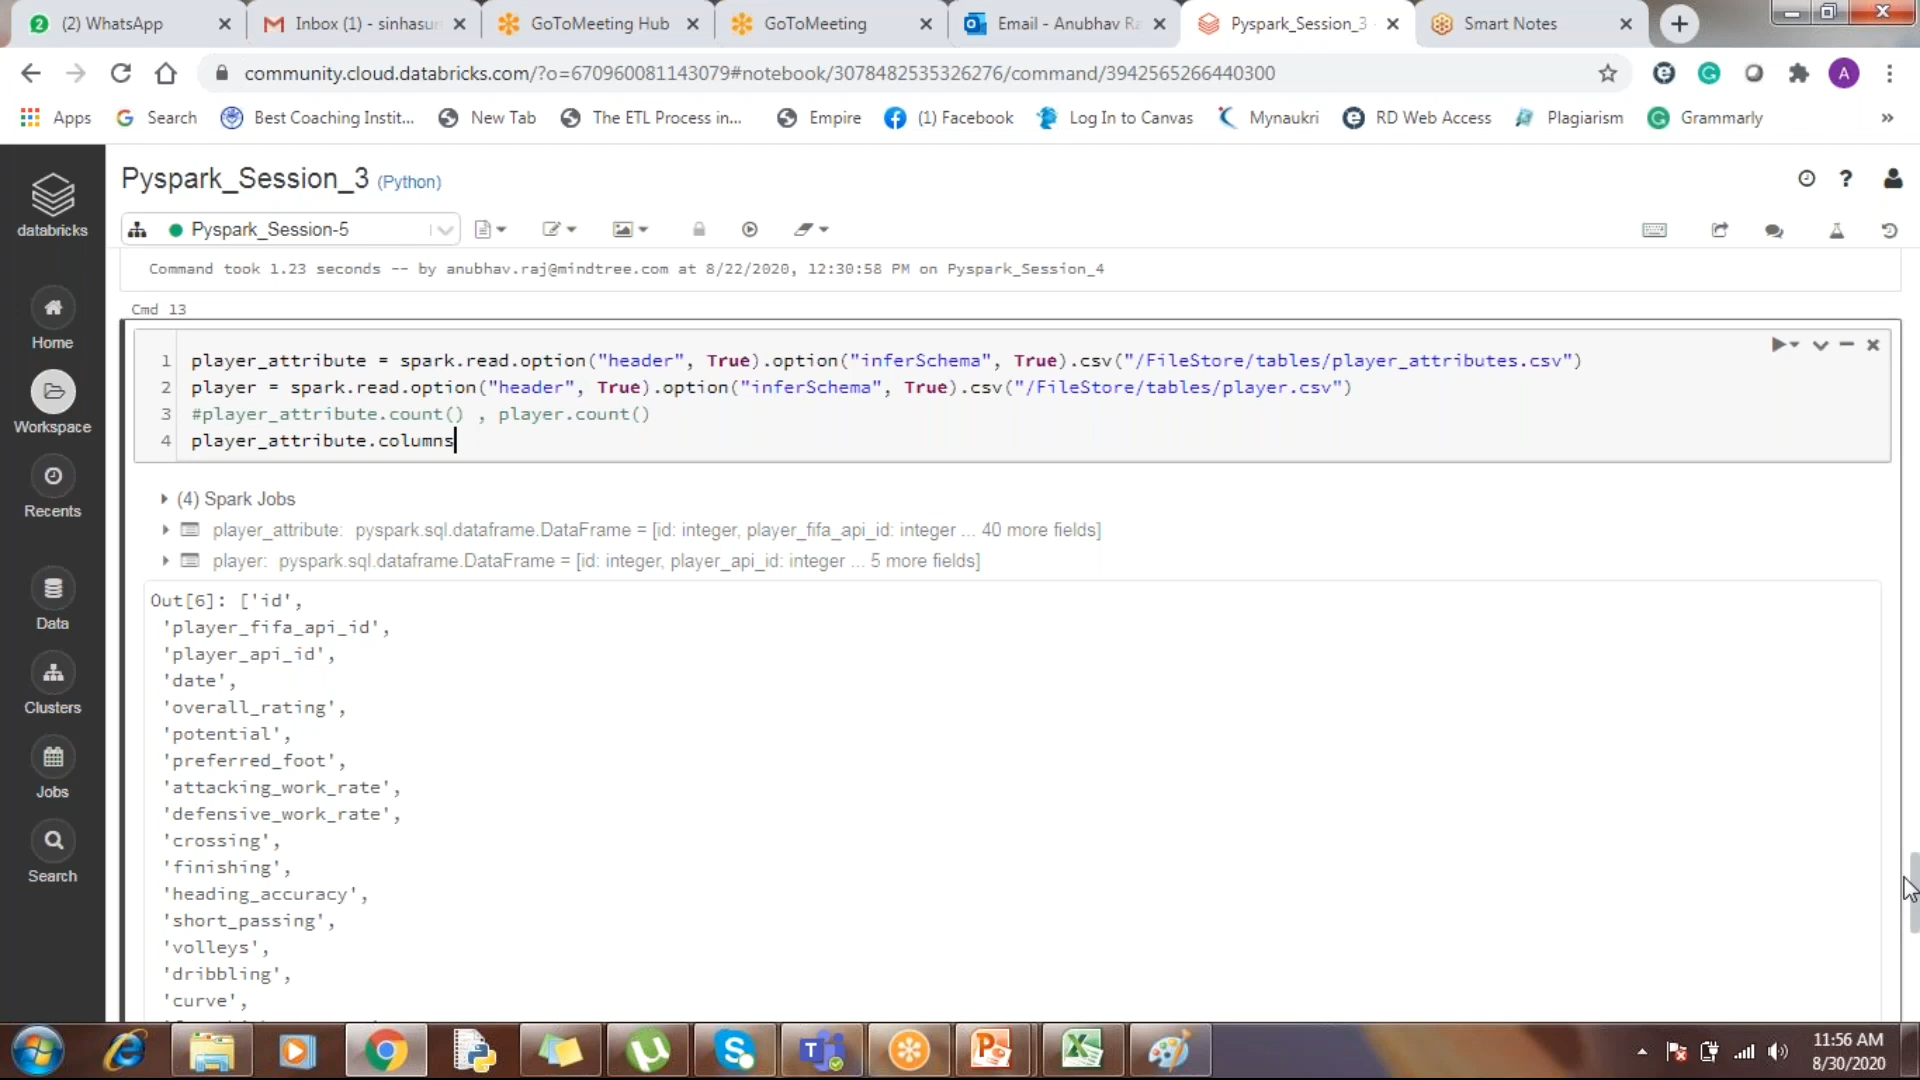 (2) WhatsApp
Inbox (1) - sinhasun
GoToMeeting Hub
GoToMeeting
Email - Anubhav Ra
Pyspark_Session_3 -
Smart Notes
community.cloud.databricks.com/?o=670960081143079#notebook/3078482535326276/command/3942565266440300
A
Apps
Search
Best Coaching Instit...
New Tab
The ETL Process in...
Empire
(1) Facebook
Log In to Canvas
Mynaukri
RD Web Access
Plagiarism
Grammarly
»
databricks
Home
Workspace
Recents
Data
Clusters
Jobs
Search
Pyspark_Session_3 (Python)
Pyspark_Session-5
Command took 1.23 seconds -- by anubhav.raj@mindtree.com at 8/22/2020, 12:30:58 PM on Pyspark_Session_4
Cmd 13
1 player_attribute = spark.read.option("header", True).option("inferSchema", True).csv("/FileStore/tables/player_attributes.csv")
2 player = spark.read.option("header", True).option("inferSchema", True).csv("/FileStore/tables/player.csv")
3 #player_attribute.count() , player.count()
4 player_attribute.columns
(4) Spark Jobs
player_attribute: pyspark.sql.dataframe.DataFrame = [id: integer, player_fifa_api_id: integer ... 40 more fields]
player: pyspark.sql.dataframe.DataFrame = [id: integer, player_api_id: integer ... 5 more fields]
Out[6]: ['id',
'player_fifa_api_id',
'player_api_id',
'date',
'overall_rating',
'potential',
'preferred_foot',
'attacking_work_rate',
'defensive_work_rate',
'crossing',
'finishing',
'heading_accuracy',
'short_passing',
'volleys',
'dribbling',
'curve',
11:56 AM
8/30/2020